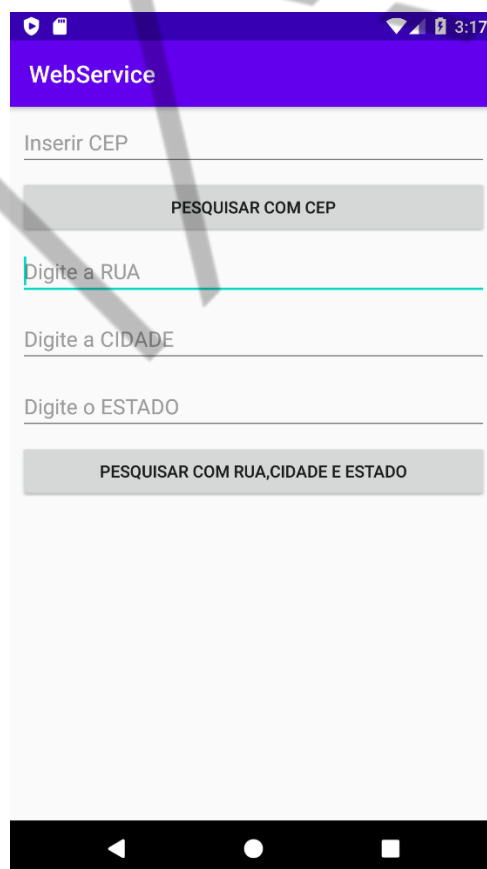 3:17
WebService
Inserir CEP
PESQUISAR COM CEP
Digite a RUA
Digite a CIDADE
Digite o ESTADO
PESQUISAR COM RUA,CIDADE E ESTADO